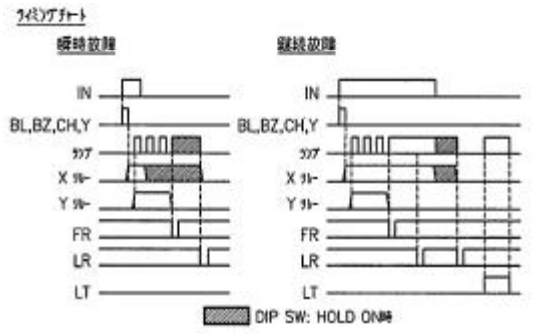 ﾀｲﾐﾝｸﾞﾁｬｰﾄ
瞬時故障
継続故障
IN
BL,BZ,CH,Y
ﾗﾝﾌﾟ
X ﾘﾚｰ
Y ﾘﾚｰ
FR
LR
LT
IN
BL,BZ,CH,Y
ﾗﾝﾌﾟ
X ﾘﾚｰ
Y ﾘﾚｰ
FR
LR
LT
DIP SW: HOLD ON時